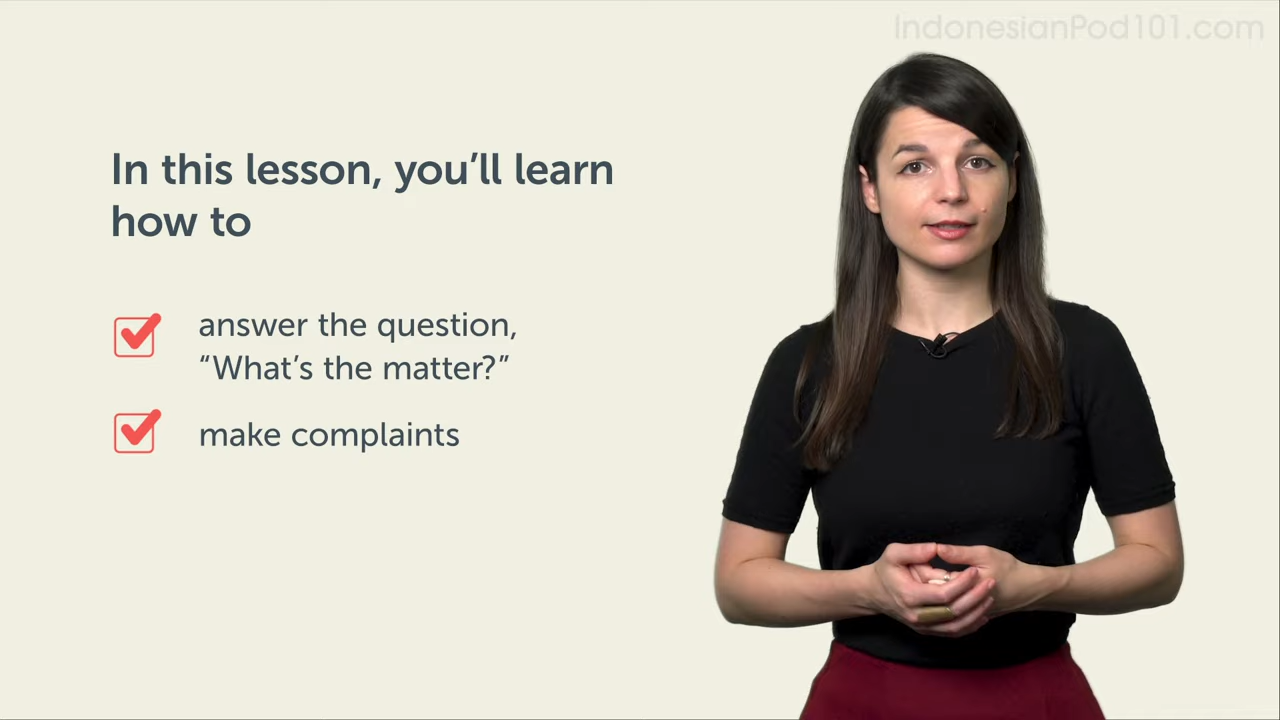 IndonesianPod101.com
In this lesson, you’ll learn
how to
answer the question,
“What’s the matter?”
make complaints